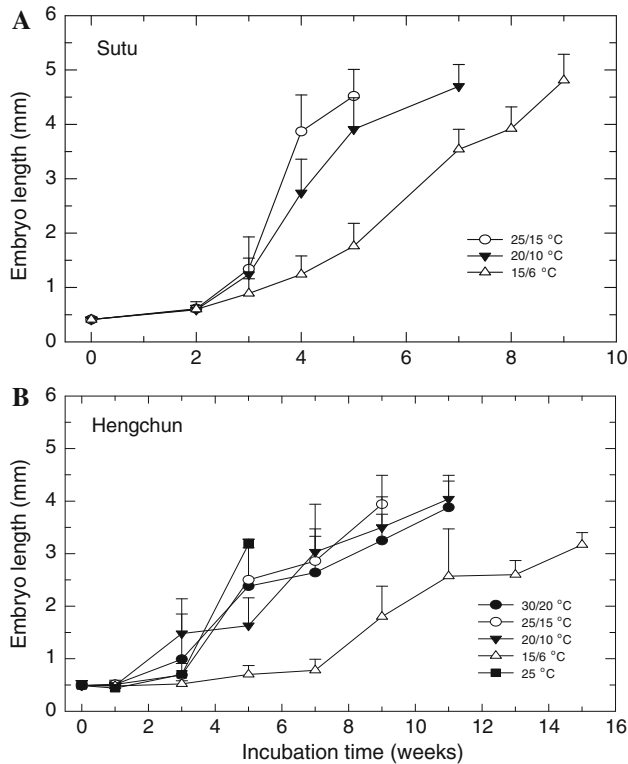 A
Sutu
6
5
4
3
2
1
0
Embryo length (mm)
25/15 °C
20/10 °C
15/6 °C
0 2 4 6 8 10
B
Hengchun
6
5
4
3
2
1
0
Embryo length (mm)
30/20 °C
25/15 °C
20/10 °C
15/6 °C
25 °C
0 2 4 6 8 10 12 14 16
Incubation time (weeks)